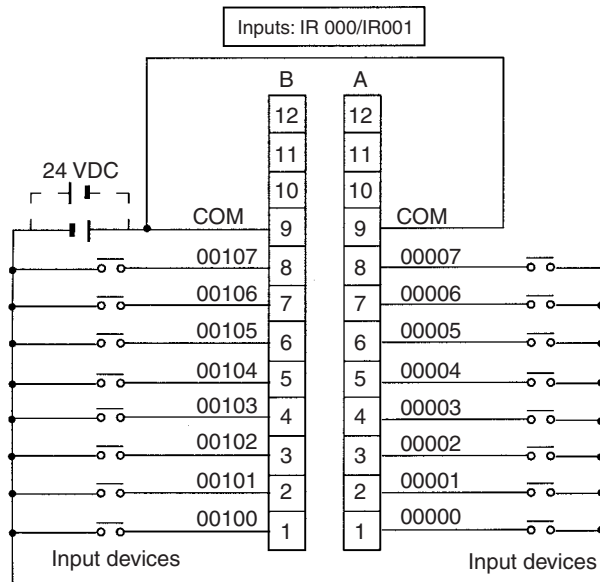 Inputs: IR 000/IR001
B A
12 12
11 11
24 VDC
10 10
COM 9 9 COM
00107 8 8 00007
00106 7 7 00006
00105 6 6 00005
00104 5 5 00004
00103 4 4 00003
00102 3 3 00002
00101 2 2 00001
00100 1 1 00000
Input devices Input devices